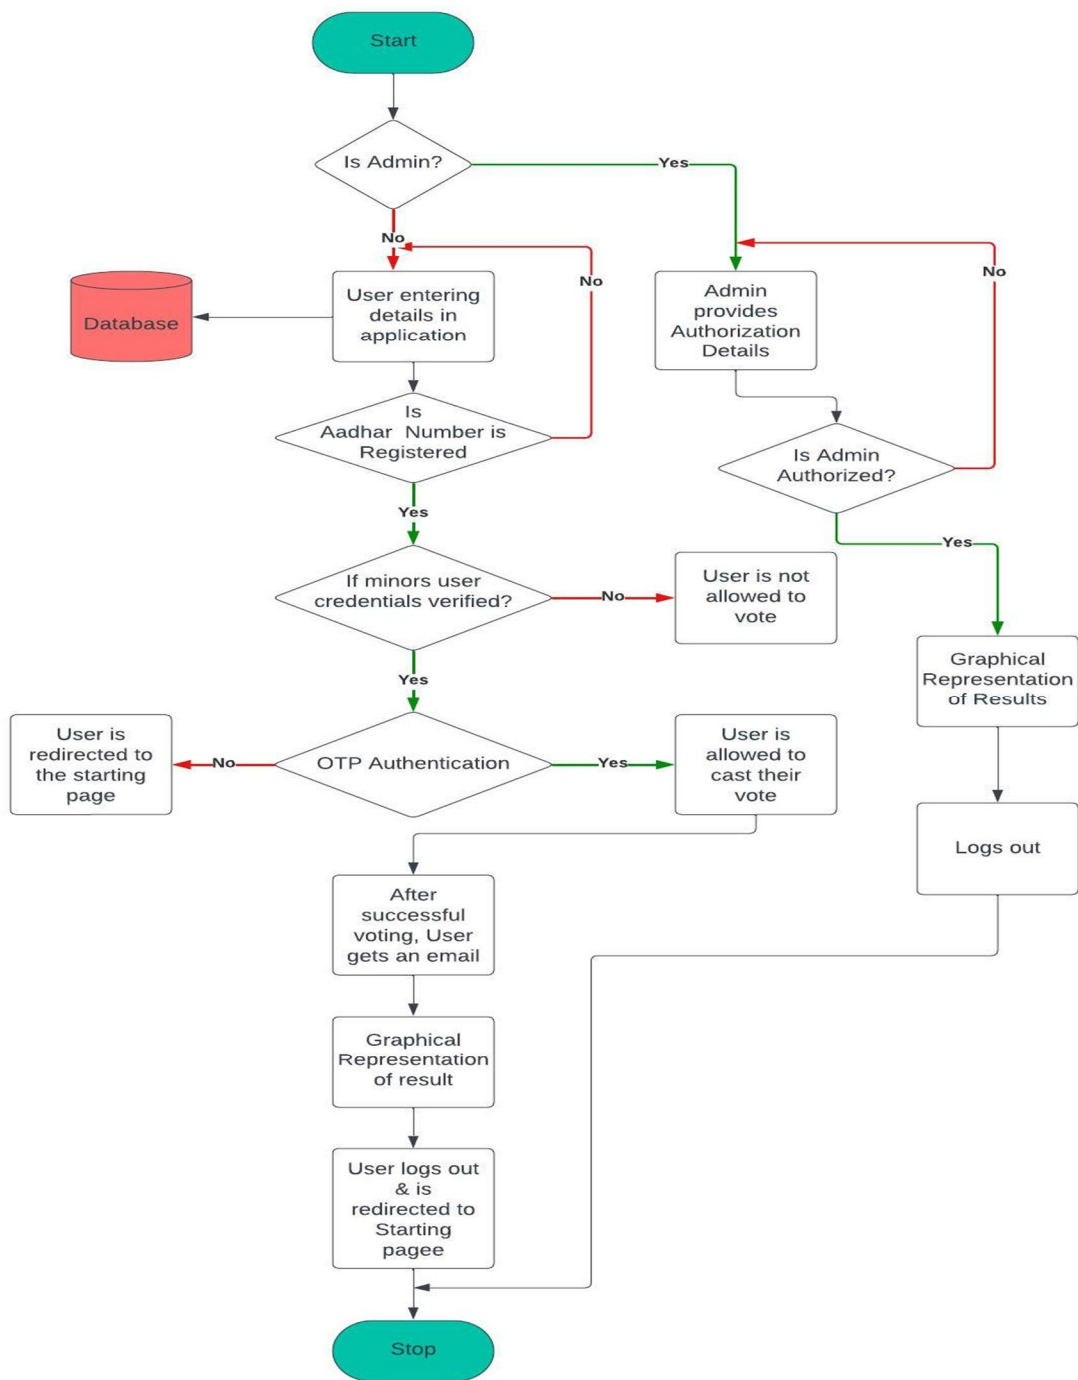 Start
Is Admin?
Yes
No
User entering
details in
application
Database
No
Admin
provides
Authorization
Details
No
Is
Aadhar  Number is
Registered
Is Admin
Authorized?
Yes
Yes
If minors user
credentials verified?
No
User is not
allowed to
vote
Graphical
Representation
of Results
Yes
User is
redirected to
the starting
page
No
OTP Authentication
Yes
User is
allowed to
cast their
vote
Logs out
After
successful
voting, User
gets an email
Graphical
Representation
of result
User logs out
& is
redirected to
Starting
pagee
Stop